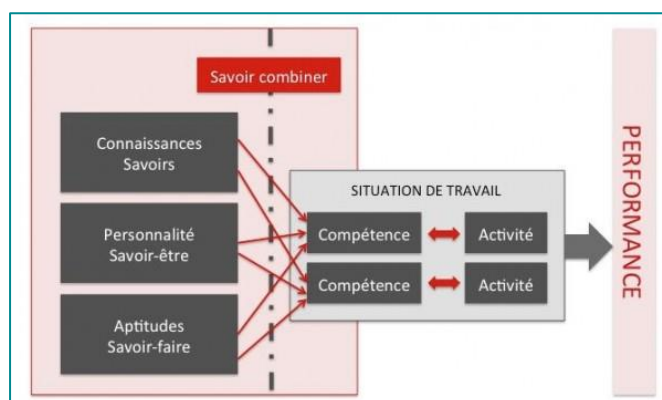 Savoir combiner
Connaissances
Savoirs
Personnalité
Savoir-être
Aptitudes
Savoir-faire
SITUATION DE TRAVAIL
Compétence
Activité
Compétence
Activité
PERFORMANCE